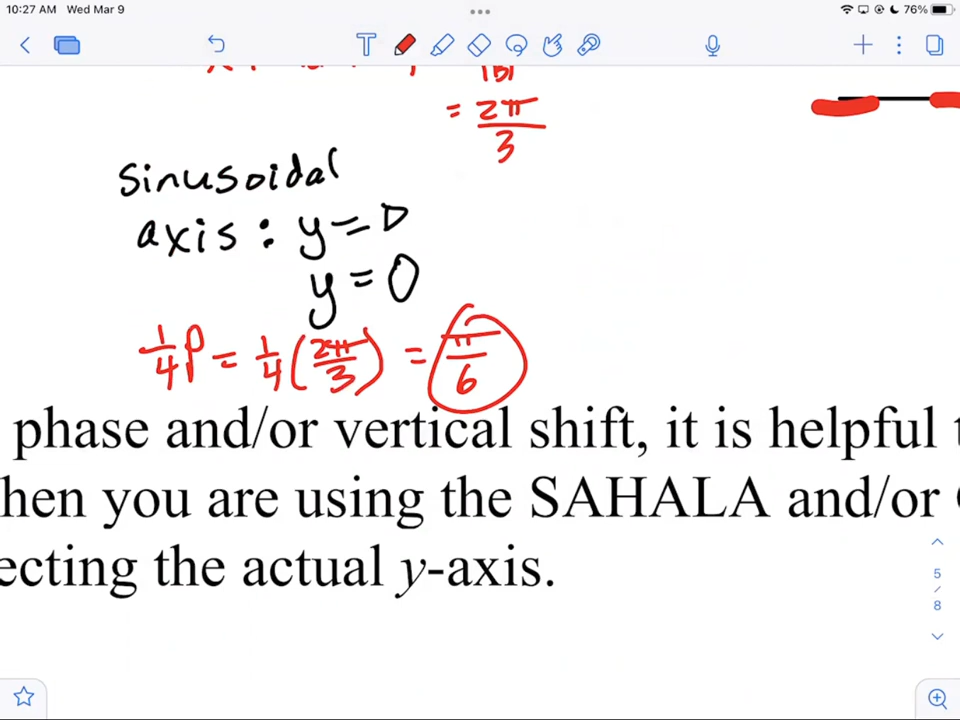 10:27 AM Wed Mar 9
76%
|B|
= 2π/3
sinusoidal
axis: y=D
y=0
1/4 P = 1/4 (2π/3) = π/6
phase and/or vertical shift, it is helpful
hen you are using the SAHALA and/or
ecting the actual y-axis.
5
/
8